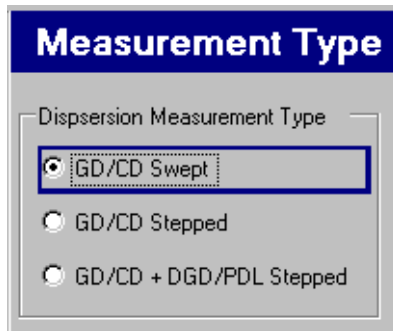 Measurement Type
Dispsersion Measurement Type
GD/CD Swept
GD/CD Stepped
GD/CD + DGD/PDL Stepped